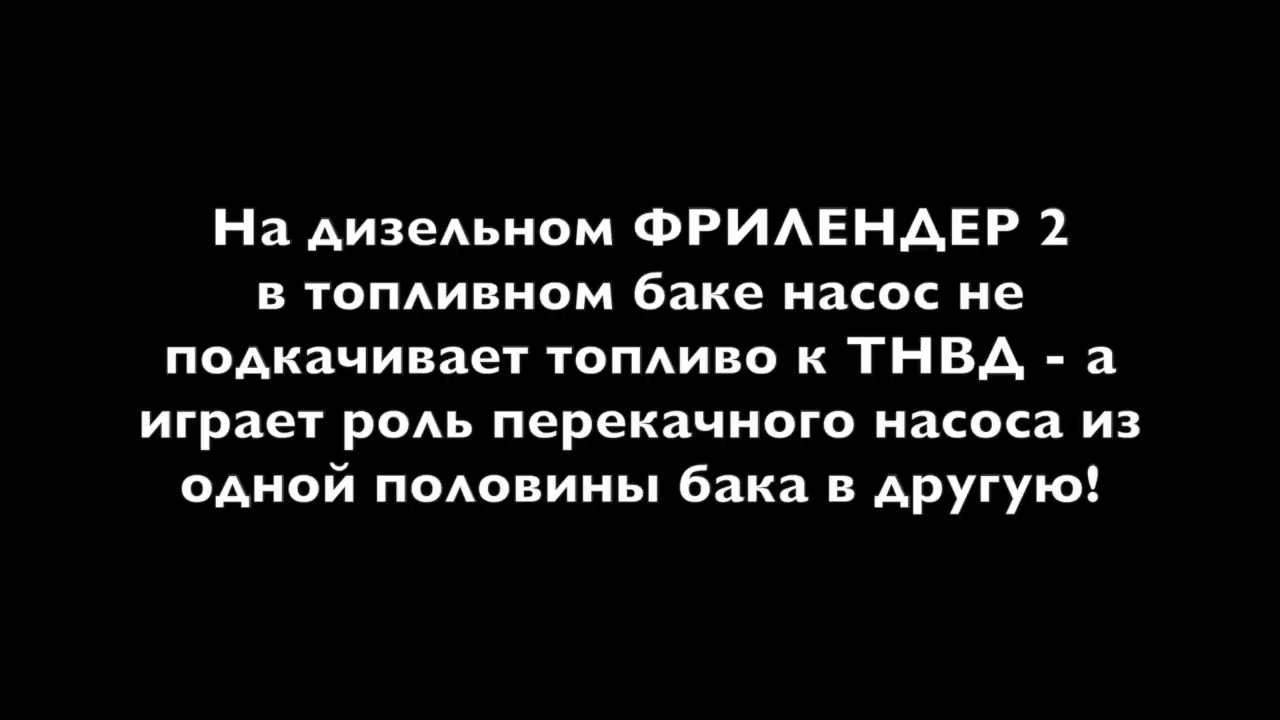 На дизельном ФРИЛЕНДЕР 2
в топливном баке насос не
подкачивает топливо к ТНВД - а
играет роль перекачного насоса из
одной половины бака в другую!